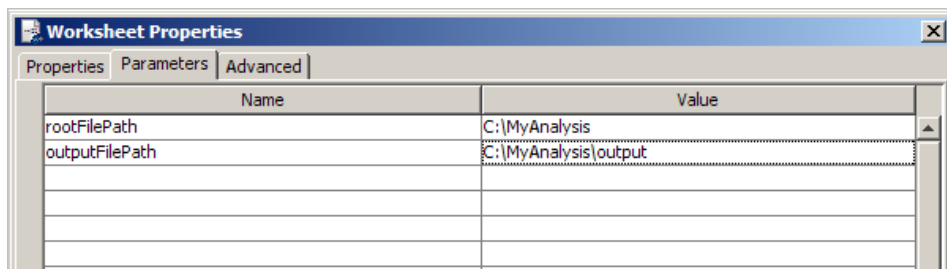 Worksheet Properties
Properties Parameters Advanced
Name Value
rootFilePath C:\MyAnalysis
outputFilePath C:\MyAnalysis\output